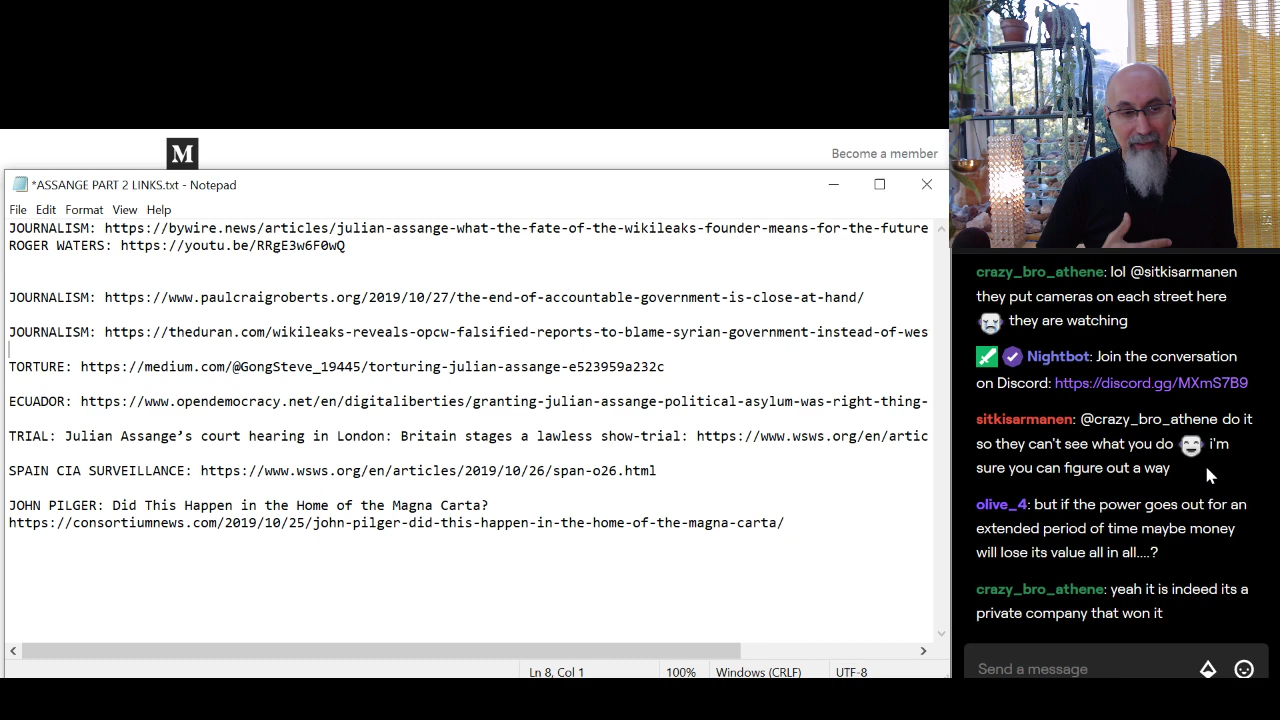 M
Become a member
*ASSANGE PART 2 LINKS.txt - Notepad
File Edit Format View Help
JOURNALISM: https://bywire.news/articles/julian-assange-what-the-fate-of-the-wikileaks-founder-means-for-the-future
ROGER WATERS: https://youtu.be/RRgE3w6F0wQ
JOURNALISM: https://www.paulcraigroberts.org/2019/10/27/the-end-of-accountable-government-is-close-at-hand/
JOURNALISM: https://theduran.com/wikileaks-reveals-opcw-falsified-reports-to-blame-syrian-government-instead-of-wes
TORTURE: https://medium.com/@GongSteve_19445/torturing-julian-assange-e523959a232c
ECUADOR: https://www.opendemocracy.net/en/digitaliberties/granting-julian-assange-political-asylum-was-right-thing-
TRIAL: Julian Assange’s court hearing in London: Britain stages a lawless show-trial: https://www.wsws.org/en/artic
SPAIN CIA SURVEILLANCE: https://www.wsws.org/en/articles/2019/10/26/span-o26.html
JOHN PILGER: Did This Happen in the Home of the Magna Carta?
https://consortiumnews.com/2019/10/25/john-pilger-did-this-happen-in-the-home-of-the-magna-carta/
Ln 8, Col 1 100% Windows (CRLF) UTF-8
crazy_bro_athene: lol @sitkisarmanen
they put cameras on each street here
they are watching
Nightbot: Join the conversation
on Discord: https://discord.gg/MXmS7B9
sitkisarmanen: @crazy_bro_athene do it
so they can't see what you do i'm
sure you can figure out a way
olive_4: but if the power goes out for an
extended period of time maybe money
will lose its value all in all....?
crazy_bro_athene: yeah it is indeed its a
private company that won it
Send a message